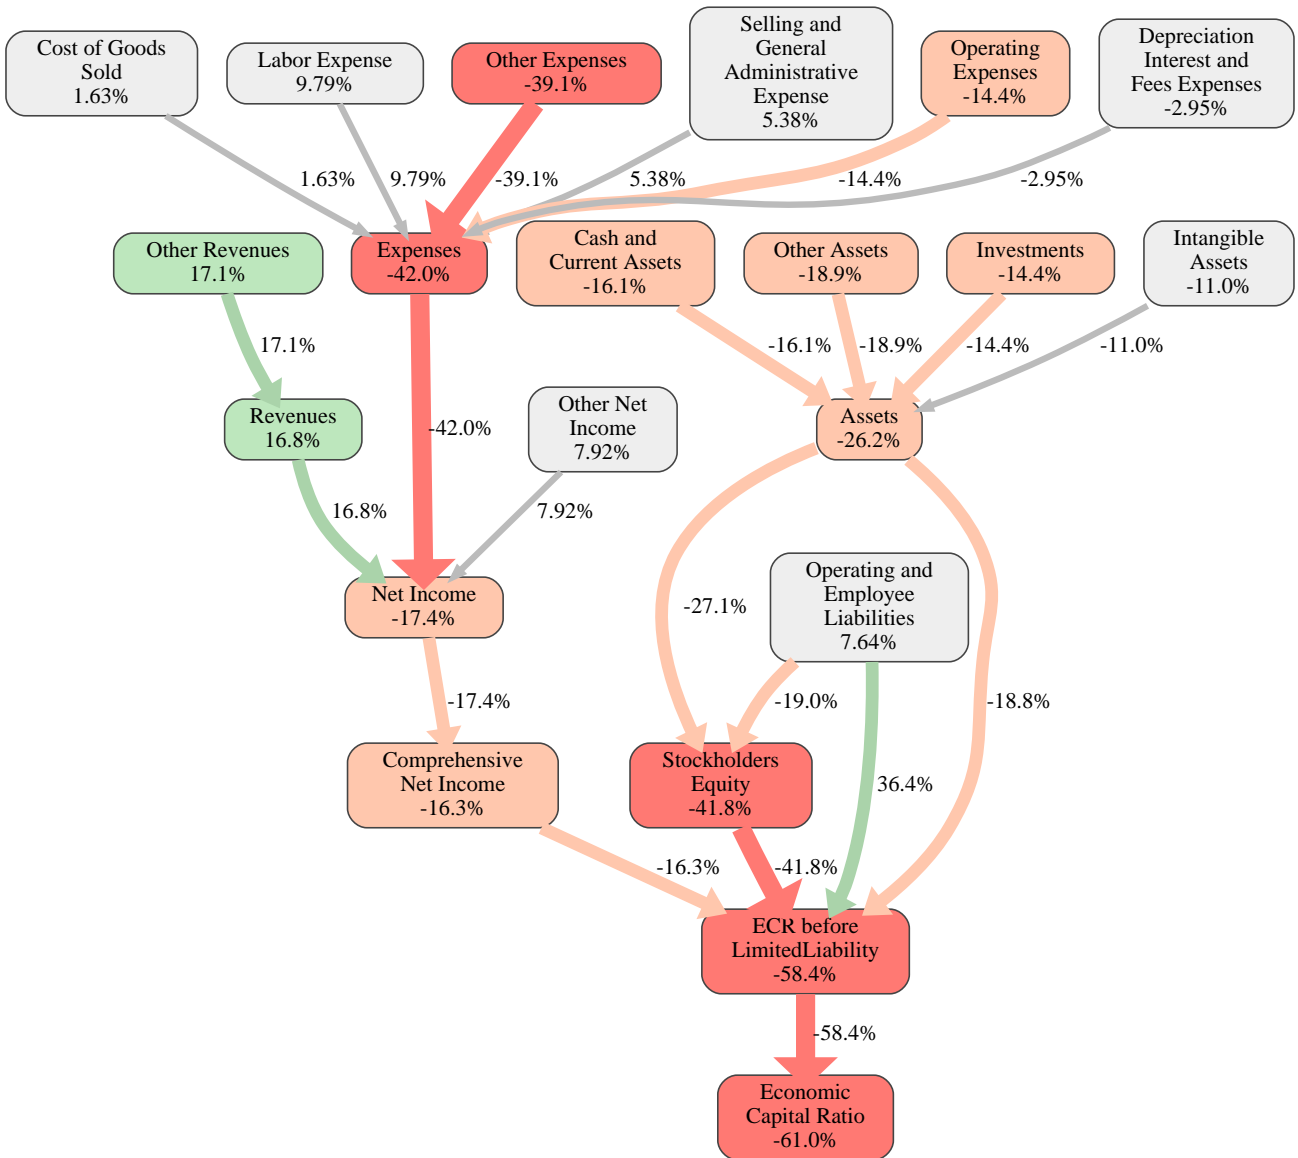 Cost of Goods
Sold
1.63%
Labor Expense
9.79%
Other Expenses
-39.1%
Selling and
General
Administrative
Expense
5.38%
Operating
Expenses
-14.4%
Depreciation
Interest and
Fees Expenses
-2.95%
1.63%
9.79%
-39.1%
5.38%
-14.4%
-2.95%
Other Revenues
17.1%
Expenses
-42.0%
Cash and
Current Assets
-16.1%
Other Assets
-18.9%
Investments
-14.4%
Intangible
Assets
-11.0%
17.1%
-42.0%
-16.1%
-18.9%
-14.4%
-11.0%
Revenues
16.8%
Other Net
Income
7.92%
Assets
-26.2%
16.8%
7.92%
Net Income
-17.4%
-27.1%
Operating and
Employee
Liabilities
7.64%
-17.4%
-19.0%
-18.8%
Comprehensive
Net Income
-16.3%
Stockholders
Equity
-41.8%
36.4%
-16.3%
-41.8%
ECR before
LimitedLiability
-58.4%
-58.4%
Economic
Capital Ratio
-61.0%